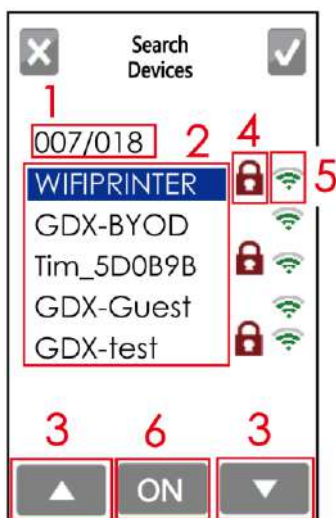 Search
Devices
1
007/018 2 4
WIFIPRINTER 5
GDX-BYOD
Tim_5D0B9B
GDX-Guest
GDX-test
3 6 3
ON